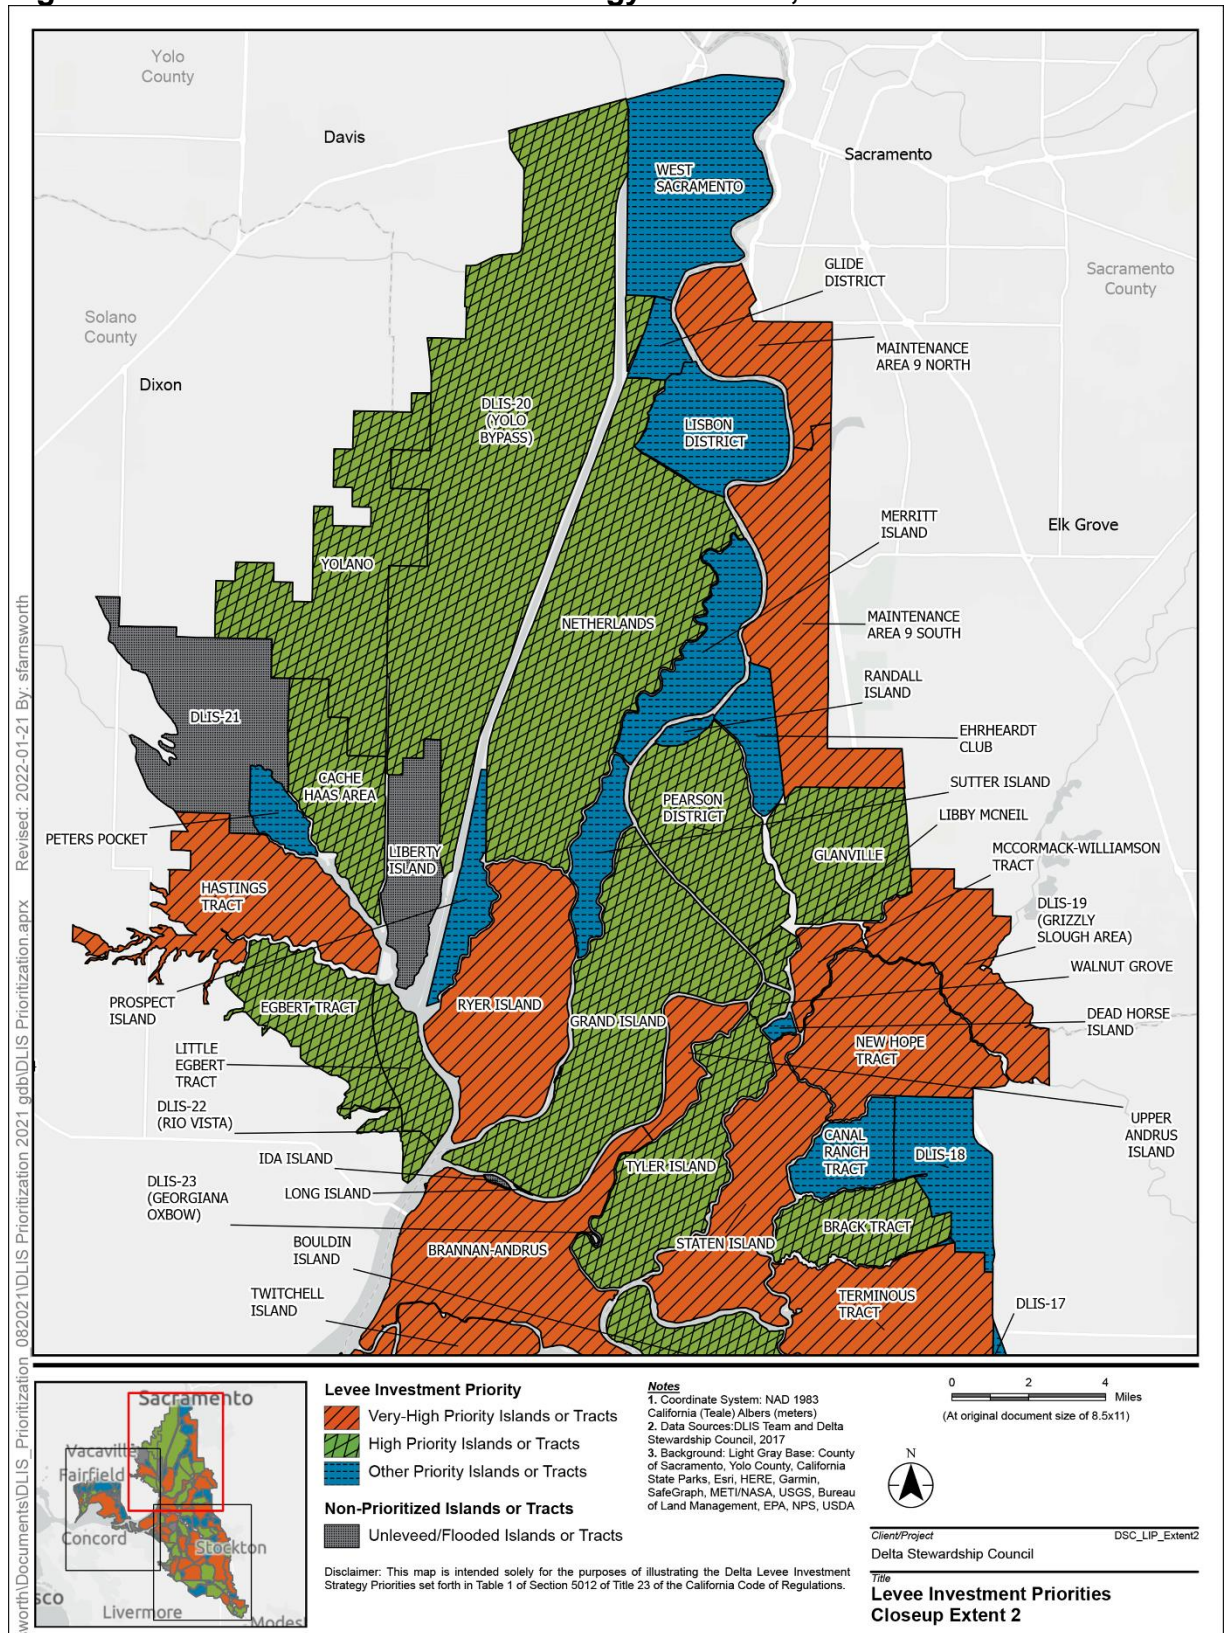 Yolo
County
Davis
Sacramento
WEST
SACRAMENTO
GLIDE
DISTRICT
Sacramento
County
Solano
County
MAINTENANCE
AREA 9 NORTH
Dixon
DLIS-20
(YOLO
BYPASS)
LISBON
DISTRICT
MERRITT
ISLAND
Elk Grove
YOLANO
NETHERLANDS
MAINTENANCE
AREA 9 SOUTH
RANDALL
ISLAND
DLIS-21
EHRHEARDT
CLUB
CACHE
HAAS AREA
SUTTER ISLAND
PEARSON
DISTRICT
LIBBY MCNEIL
PETERS POCKET
LIBERTY
ISLAND
GLANVILLE
MCCORMACK-WILLIAMSON
TRACT
HASTINGS
TRACT
DLIS-19
(GRIZZLY
SLOUGH AREA)
WALNUT GROVE
PROSPECT
ISLAND
EGBERT TRACT
RYER ISLAND
GRAND ISLAND
DEAD HORSE
ISLAND
NEW HOPE
TRACT
LITTLE
EGBERT
TRACT
DLIS-22
(RIO VISTA)
UPPER
ANDRUS
ISLAND
CANAL
RANCH
TRACT
DLIS-18
IDA ISLAND
TYLER ISLAND
LONG ISLAND
DLIS-23
(GEORGIANA
OXBOW)
BRACK TRACT
BOULDIN
ISLAND
BRANNAN-ANDRUS
STATEN ISLAND
TWITCHELL
ISLAND
TERMINOUS
TRACT
DLIS-17
sworth\Documents\DLIS_Prioritization_082021\DLIS Prioritization 2021 gdb\DLIS Prioritization.aprx Revised: 2022-01-21 By: sfarnsworth
Sacramento
Vacaville
Fairfield
Concord
Stockton
Livermore
Levee Investment Priority
Very-High Priority Islands or Tracts
High Priority Islands or Tracts
Other Priority Islands or Tracts
Non-Prioritized Islands or Tracts
Unleveed/Flooded Islands or Tracts
Notes
1. Coordinate System: NAD 1983
California (Teale) Albers (meters)
2. Data Sources:DLIS Team and Delta
Stewardship Council, 2017
3. Background: Light Gray Base: County
of Sacramento, Yolo County, California
State Parks, Esri, HERE, Garmin,
SafeGraph, METI/NASA, USGS, Bureau
of Land Management, EPA, NPS, USDA
Disclaimer: This map is intended solely for the purposes of illustrating the Delta Levee Investment
Strategy Priorities set forth in Table 1 of Section 5012 of Title 23 of the California Code of Regulations.
0 2 4
Miles
(At original document size of 8.5x11)
N
Client/Project DSC_LIP_Extent2
Delta Stewardship Council
Title
Levee Investment Priorities
Closeup Extent 2